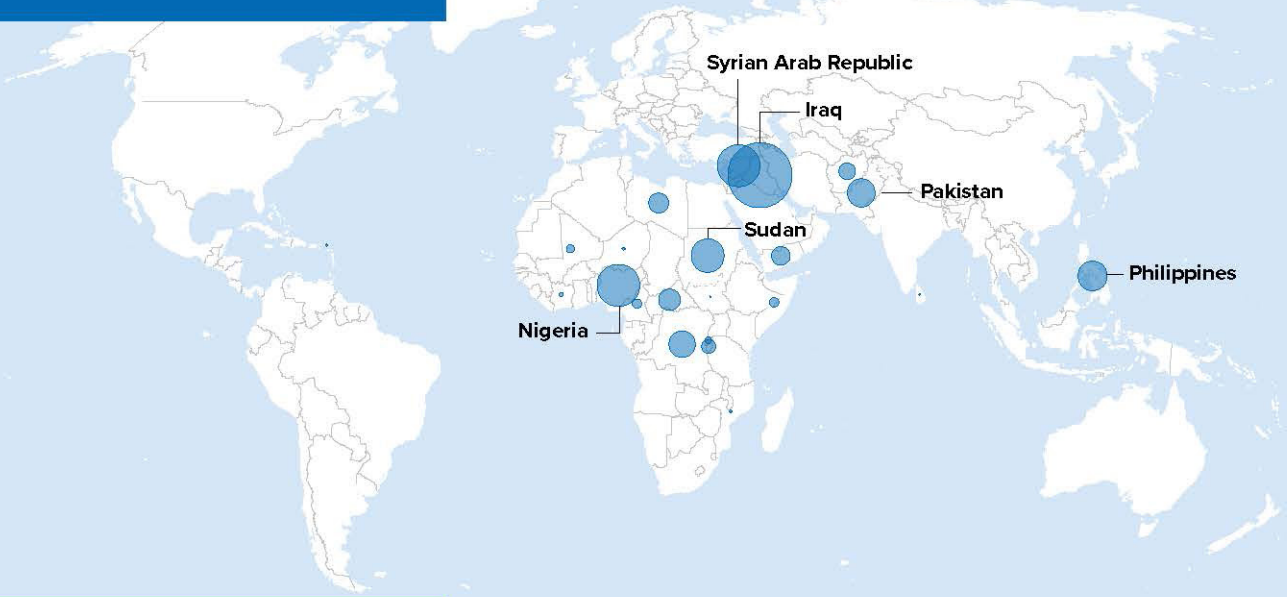 Syrian Arab Republic
Iraq
Pakistan
Sudan
Philippines
Nigeria